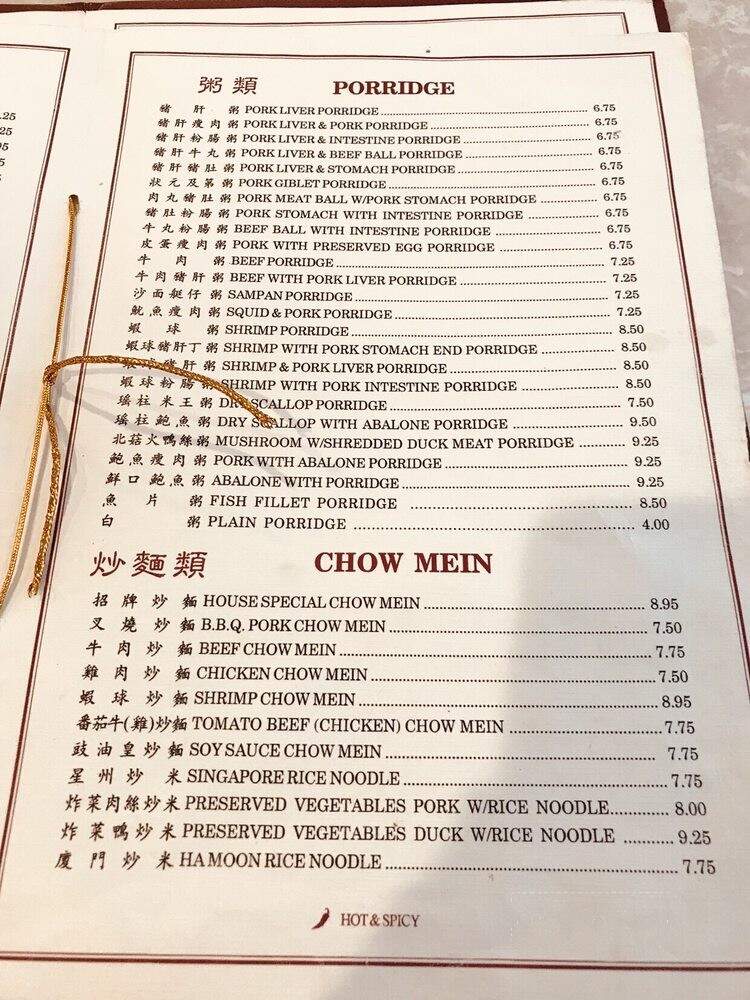 .25
25
95
5
粥類 PORRIDGE
豬肝粥 PORK LIVER PORRIDGE 6.75
豬肝瘦肉粥 PORK LIVER & PORK PORRIDGE 6.75
豬肝粉腸粥 PORK LIVER & INTESTINE PORRIDGE 6.75
豬肝牛丸粥 PORK LIVER & BEEF BALL PORRIDGE 6.75
豬肝豬肚粥 PORK LIVER & STOMACH PORRIDGE 6.75
狀元及第粥 PORK GIBLET PORRIDGE 6.75
肉丸豬肚粥 PORK MEAT BALL W/PORK STOMACH PORRIDGE 6.75
豬肚粉腸粥 PORK STOMACH WITH INTESTINE PORRIDGE 6.75
牛丸粉腸粥 BEEF BALL WITH INTESTINE PORRIDGE 6.75
皮蛋瘦肉粥 PORK WITH PRESERVED EGG PORRIDGE 6.75
牛肉粥 BEEF PORRIDGE 7.25
牛肉豬肝粥 BEEF WITH PORK LIVER PORRIDGE 7.25
沙面艇仔粥 SAMPAN PORRIDGE 7.25
魷魚瘦肉粥 SQUID & PORK PORRIDGE 7.25
蝦球粥 SHRIMP PORRIDGE 8.50
蝦球豬肝丁粥 SHRIMP WITH PORK STOMACH END PORRIDGE 8.50
蝦球豬肝粥 SHRIMP & PORK LIVER PORRIDGE 8.50
蝦球粉腸粥 SHRIMP WITH PORK INTESTINE PORRIDGE 8.50
瑤柱米王粥 DRY SCALLOP PORRIDGE 7.50
瑤柱鮑魚粥 DRY SCALLOP WITH ABALONE PORRIDGE 9.50
北菇火鴨絲粥 MUSHROOM W/SHREDDED DUCK MEAT PORRIDGE 9.25
鮑魚瘦肉粥 PORK WITH ABALONE PORRIDGE 9.25
鮮口鮑魚粥 ABALONE WITH PORRIDGE 9.25
魚片粥 FISH FILLET PORRIDGE 8.50
白粥 PLAIN PORRIDGE 4.00
炒麵類 CHOW MEIN
招牌炒麵 HOUSE SPECIAL CHOW MEIN 8.95
叉燒炒麵 B.B.Q. PORK CHOW MEIN 7.50
牛肉炒麵 BEEF CHOW MEIN 7.75
雞肉炒麵 CHICKEN CHOW MEIN 7.50
蝦球炒麵 SHRIMP CHOW MEIN 8.95
番茄牛(雞)炒麵 TOMATO BEEF (CHICKEN) CHOW MEIN 7.75
豉油皇炒麵 SOY SAUCE CHOW MEIN 7.75
星州炒米 SINGAPORE RICE NOODLE 7.75
炸菜肉絲炒米 PRESERVED VEGETABLES PORK W/RICE NOODLE 8.00
炸菜鴨炒米 PRESERVED VEGETABLES DUCK W/RICE NOODLE 9.25
廈門炒米 HAMOON RICE NOODLE 7.75
HOT & SPICY